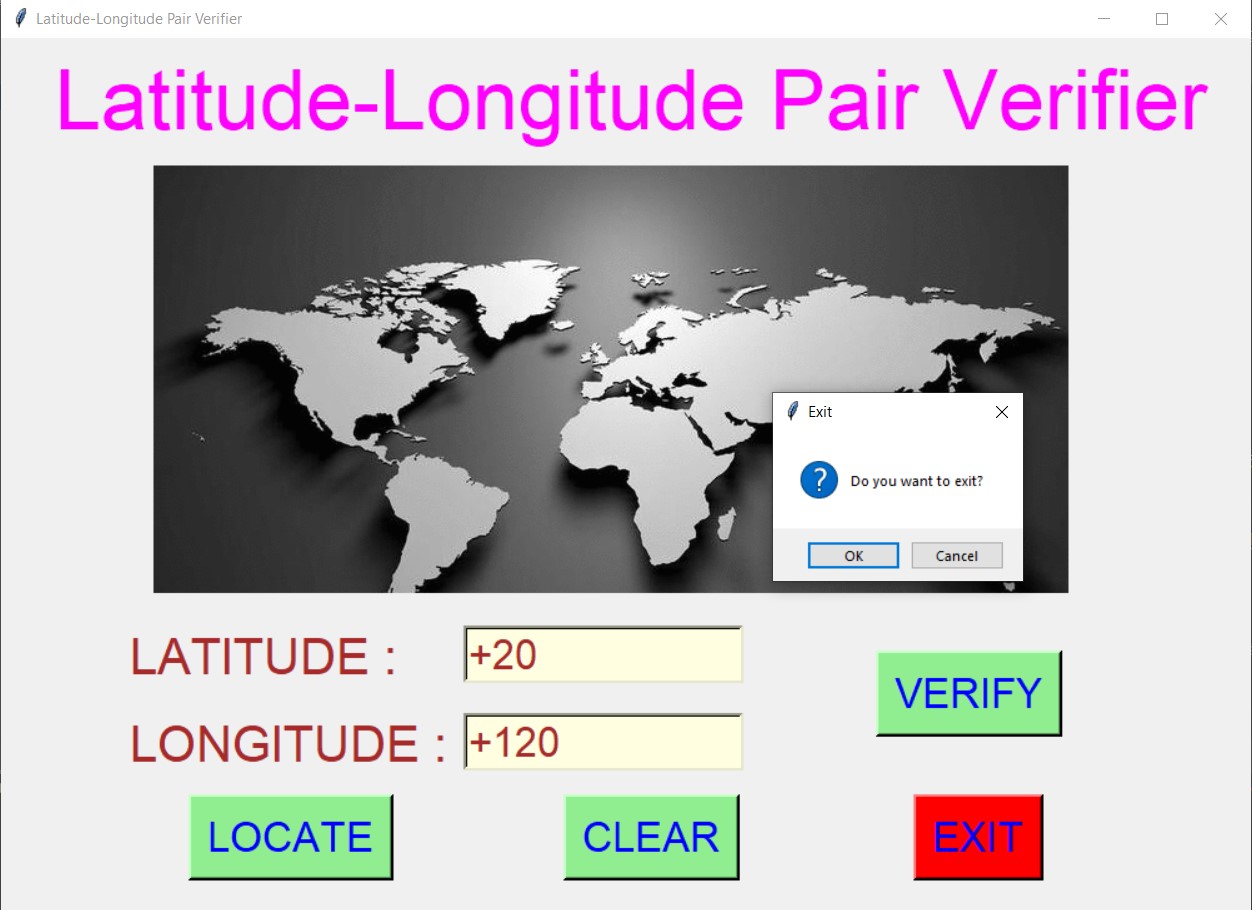 Latitude-Longitude Pair Verifier
Latitude-Longitude Pair Verifier
Exit
? Do you want to exit?
OK Cancel
LATITUDE : +20
VERIFY
LONGITUDE : +120
LOCATE CLEAR EXIT